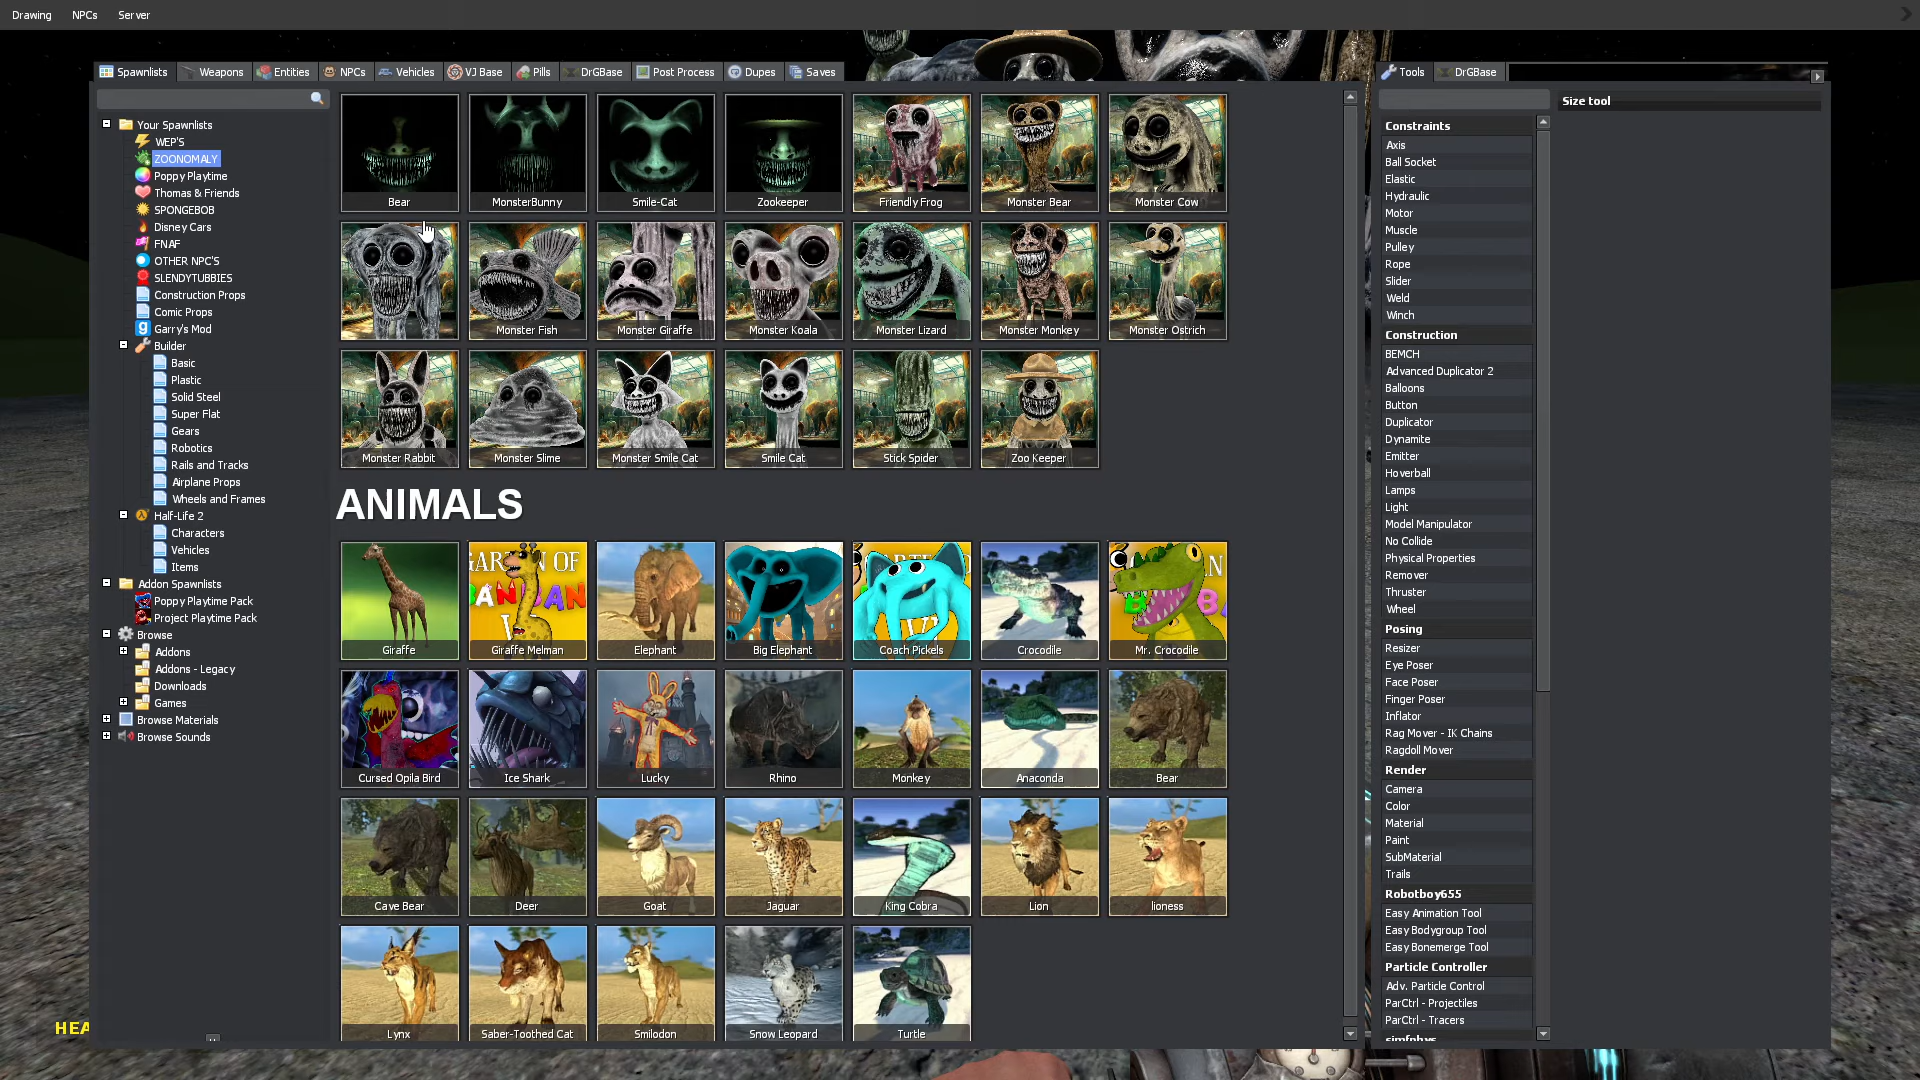 Drawing NPCs Server
Spawnlists Weapons Entities NPCs Vehicles VJ Base Pills DrGBase Post Process Dupes Saves
Tools DrGBase
Your Spawnlists
WEP'S
ZOONOMALY
Poppy Playtime
Thomas & Friends
SPONGEBOB
Disney Cars
FNAF
OTHER NPC'S
SLENDYTUBBIES
Construction Props
Comic Props
Garry's Mod
Builder
Basic
Plastic
Solid Steel
Super Flat
Gears
Robotics
Rails and Tracks
Airplane Props
Wheels and Frames
Half-Life 2
Characters
Vehicles
Items
Addon Spawnlists
Poppy Playtime Pack
Project Playtime Pack
Browse
Addons
Addons - Legacy
Downloads
Games
Browse Materials
Browse Sounds
HEA
Bear MonsterBunny Smile-Cat Zookeeper Friendly Frog Monster Bear Monster Cow
Monster Fish Monster Giraffe Monster Koala Monster Lizard Monster Monkey Monster Ostrich
Monster Rabbit Monster Slime Monster Smile Cat Smile Cat Stick Spider Zoo Keeper
ANIMALS
Giraffe Giraffe Melman Elephant Big Elephant Coach Pickels Crocodile Mr. Crocodile
Cursed Opila Bird Ice Shark Lucky Rhino Monkey Anaconda Bear
Cave Bear Deer Goat Jaguar King Cobra Lion lioness
Lynx Saber-Toothed Cat Smilodon Snow Leopard Turtle
Constraints
Axis
Ball Socket
Elastic
Hydraulic
Motor
Muscle
Pulley
Rope
Slider
Weld
Winch
Construction
BEMCH
Advanced Duplicator 2
Balloons
Button
Duplicator
Dynamite
Emitter
Hoverball
Lamps
Light
Model Manipulator
No Collide
Physical Properties
Remover
Thruster
Wheel
Posing
Resizer
Eye Poser
Face Poser
Finger Poser
Inflator
Rag Mover - IK Chains
Ragdoll Mover
Render
Camera
Color
Material
Paint
SubMaterial
Trails
Robotboy655
Easy Animation Tool
Easy Bodygroup Tool
Easy Bonemerge Tool
Particle Controller
Adv. Particle Control
ParCtrl - Projectiles
ParCtrl - Tracers
simfphys
Size tool